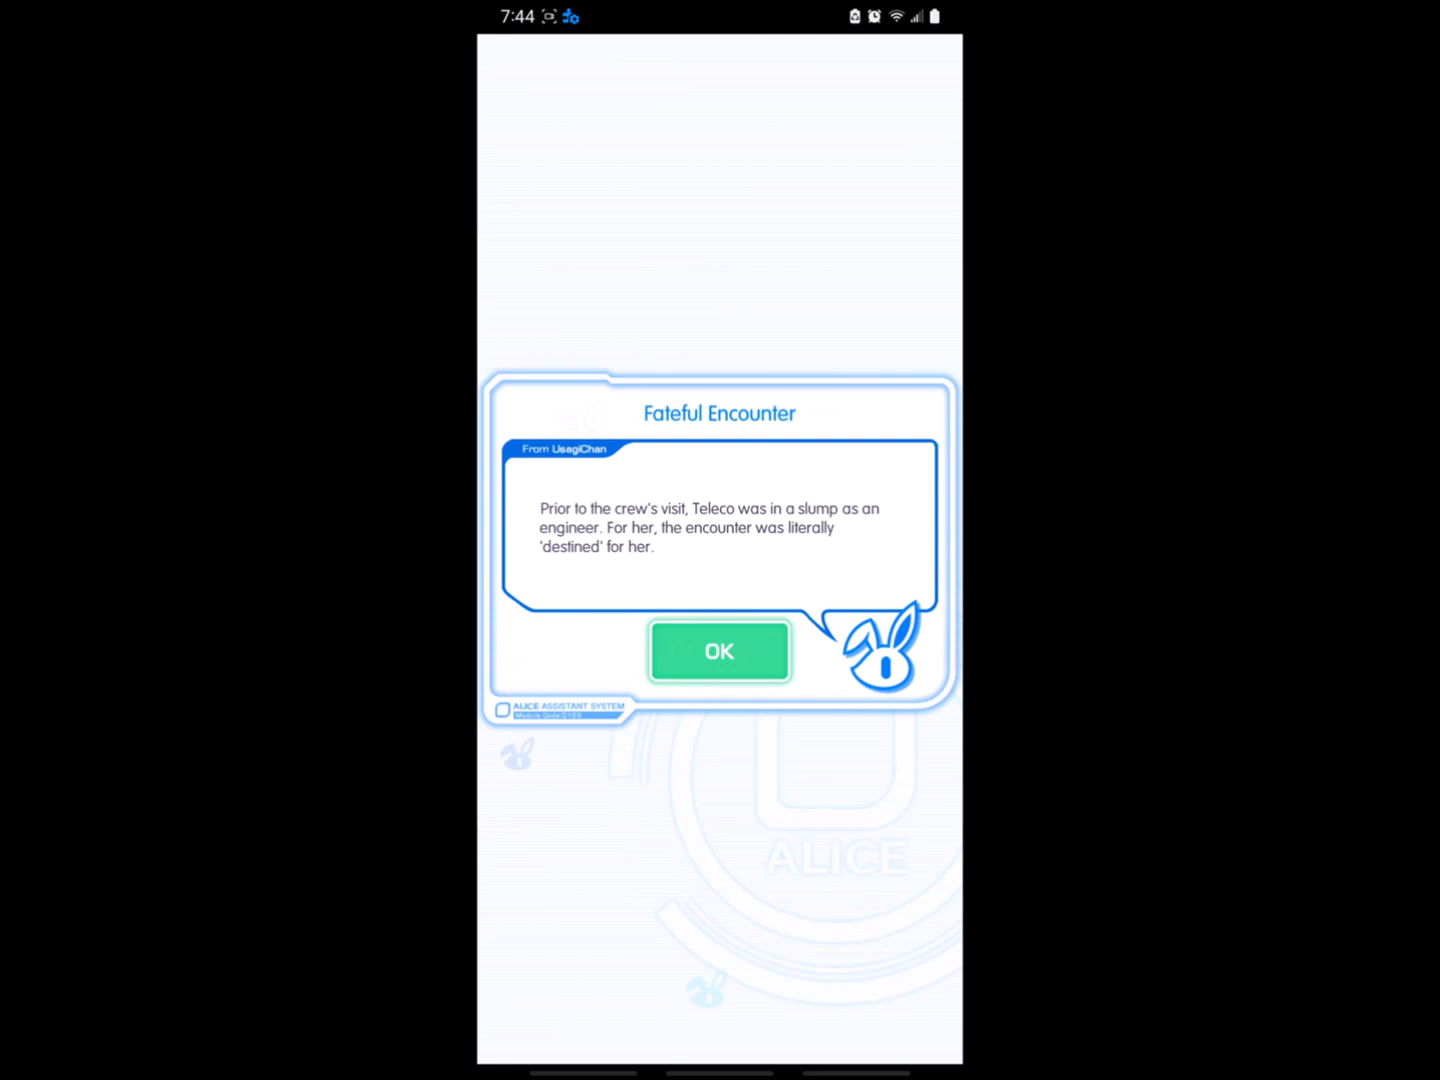 7:44
Fateful Encounter
From UsagiChan
Prior to the crew's visit, Teleco was in a slump as an
engineer. For her, the encounter was literally
'destined' for her.
OK
ALICE ASSISTANT SYSTEM
ALICE